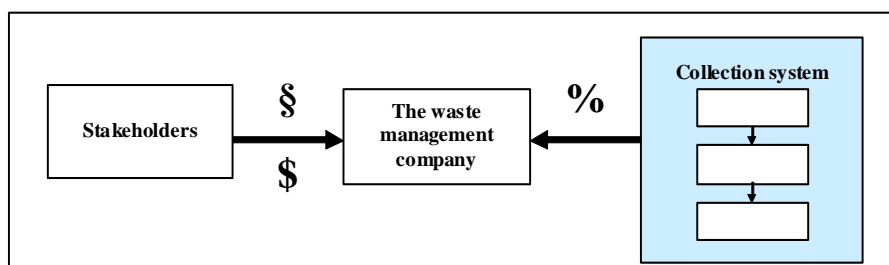 Stakeholders
§
$
The waste
management
company
%
Collection system